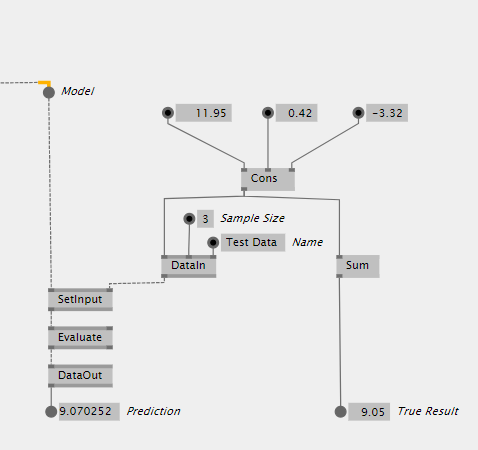 Model
11.95
0.42
-3.32
Cons
3
Sample Size
Test Data
Name
DataIn
Sum
SetInput
Evaluate
DataOut
9.070252
Prediction
9.05
True Result